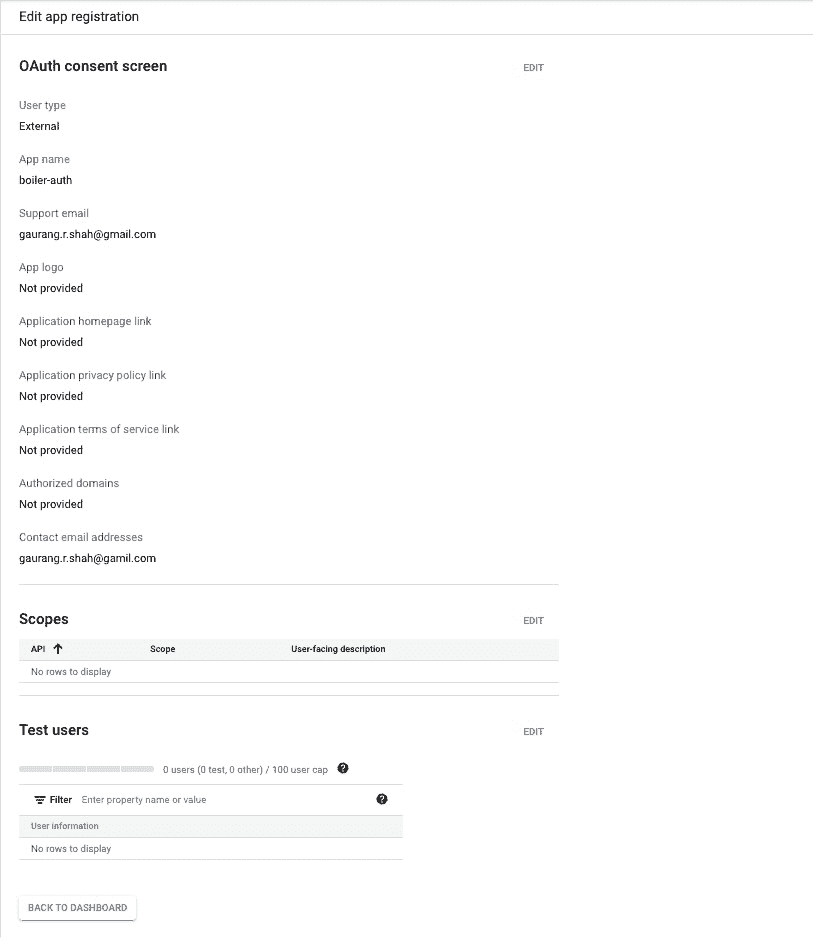 Edit app registration
OAuth consent screen
EDIT
User type
External
App name
boiler-auth
Support email
gaurang.r.shah@gmail.com
App logo
Not provided
Application homepage link
Not provided
Application privacy policy link
Not provided
Application terms of service link
Not provided
Authorized domains
Not provided
Contact email addresses
gaurang.r.shah@gamil.com
Scopes
EDIT
API Scope User-facing description
No rows to display
Test users
EDIT
0 users (0 test, 0 other) / 100 user cap
Filter Enter property name or value
User information
No rows to display
BACK TO DASHBOARD